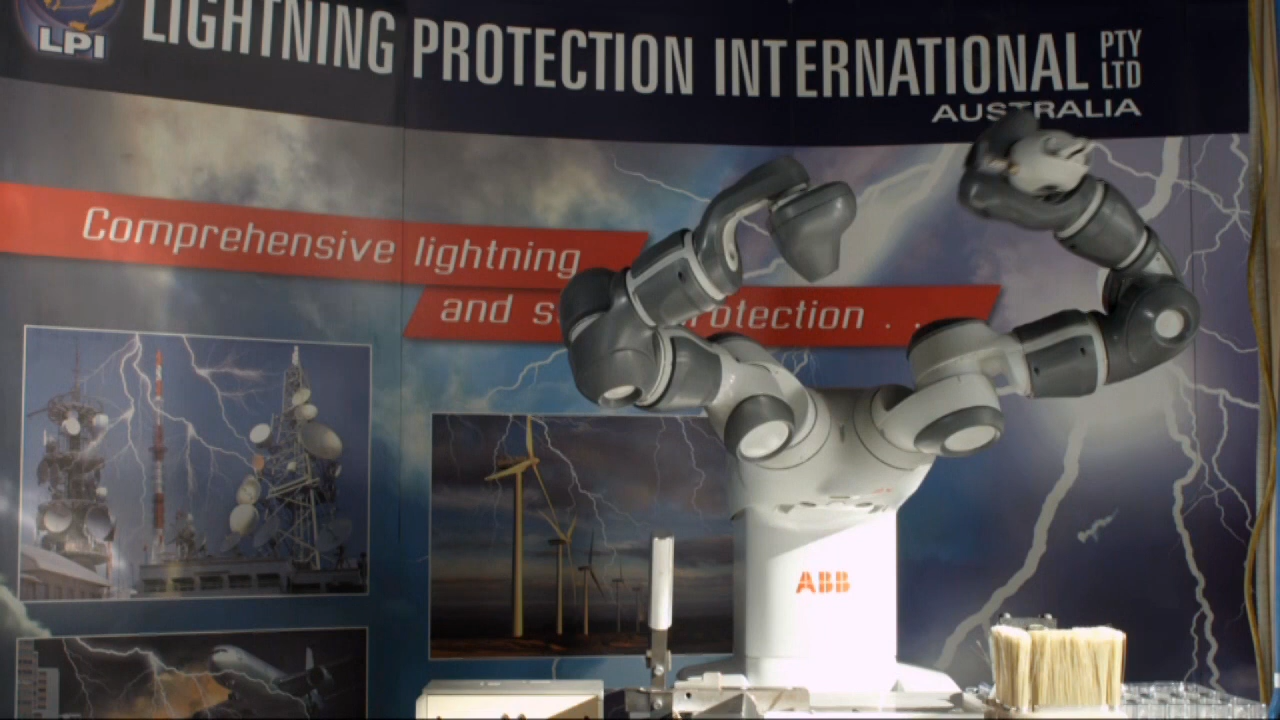 LPI
LIGHTNING PROTECTION INTERNATIONAL PTY LTD
AUSTRALIA
Comprehensive lightning
and s rotection . .
ABB